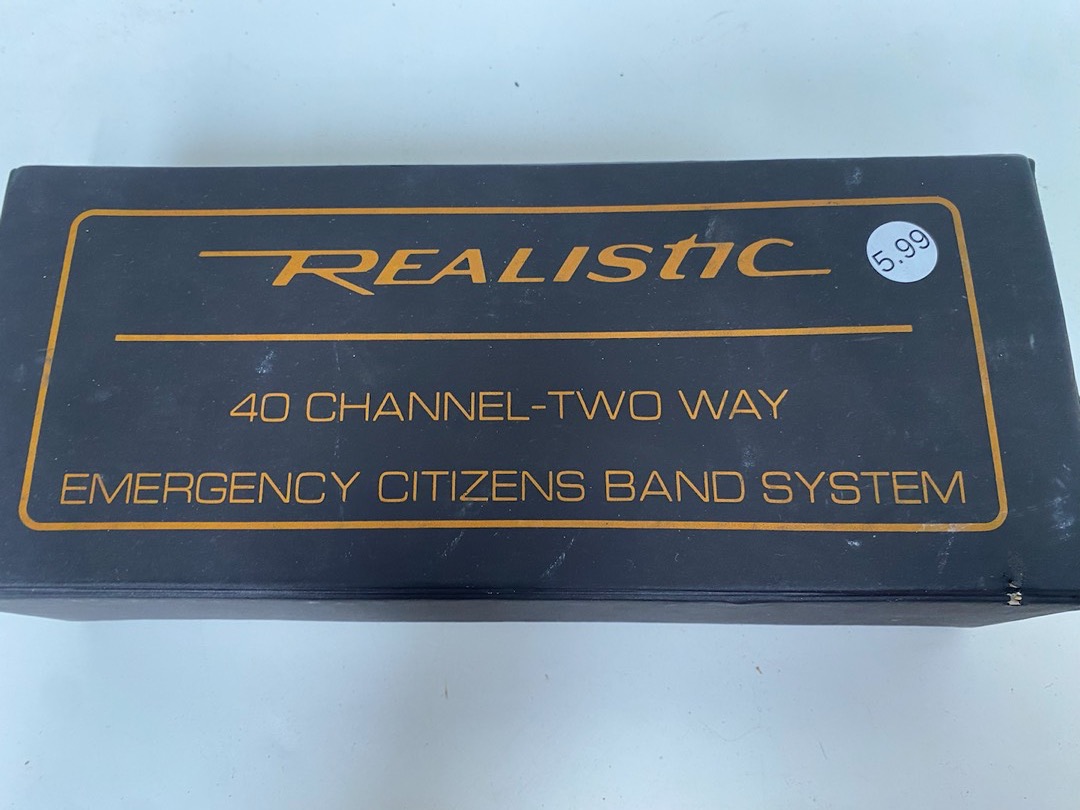 REALISTIC
5.99
40 CHANNEL-TWO WAY
EMERGENCY CITIZENS BAND SYSTEM